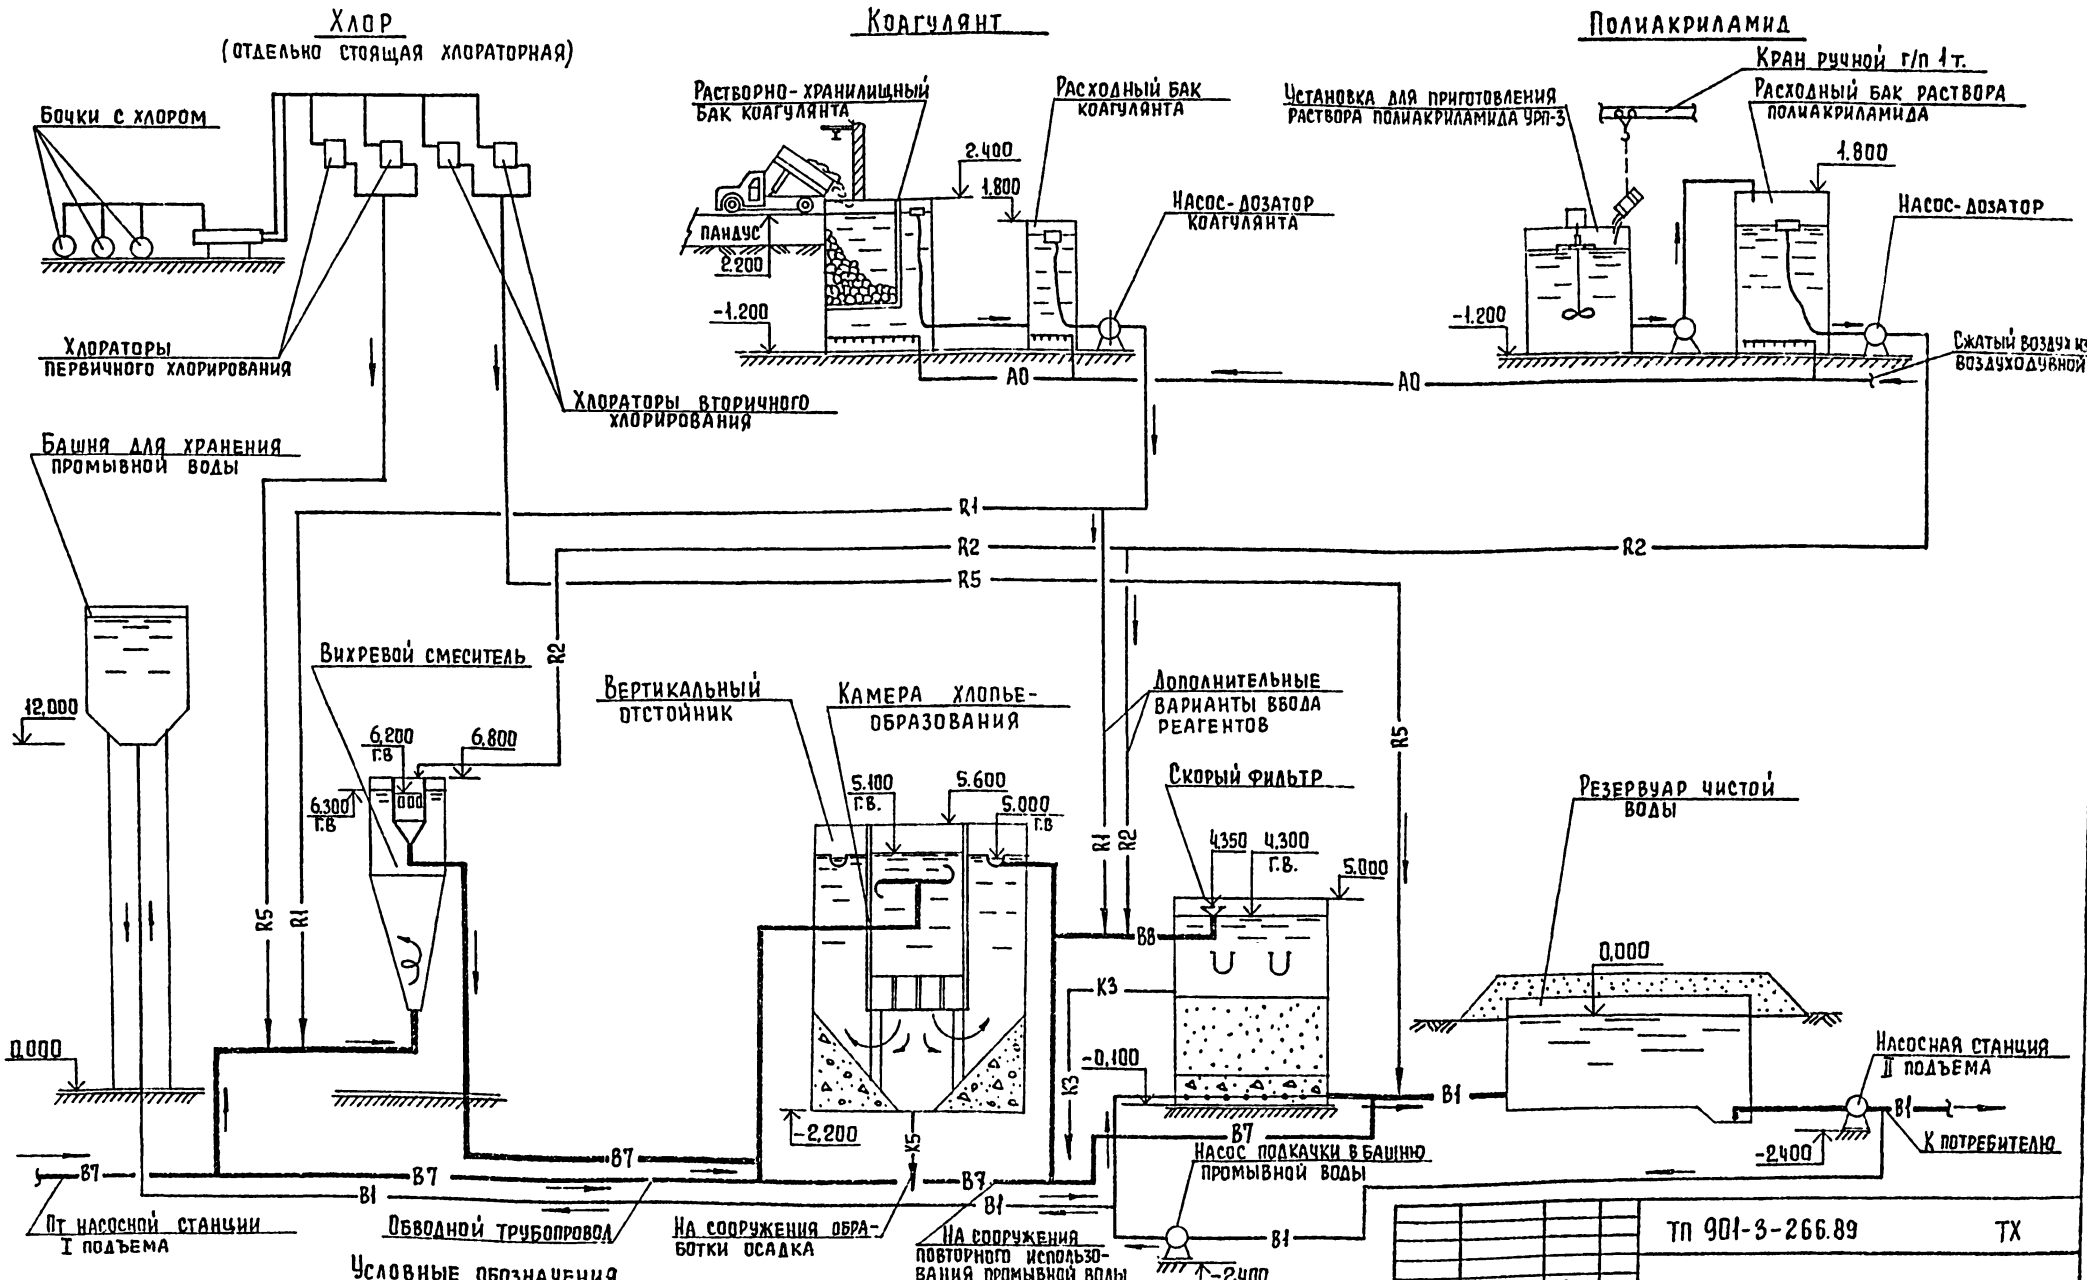 ХЛОР
(ОТДЕЛЬНО СТОЯЩАЯ ХЛОРАТОРНАЯ)
КОАГУЛЯНТ
ПОЛИАКРИЛАМИД
БОЧКИ С ХЛОРОМ
РАСТВОРНО-ХРАНИЛИЩНЫЙ
БАК КОАГУЛЯНТА
РАСХОДНЫЙ БАК
КОАГУЛЯНТА
УСТАНОВКА ДЛЯ ПРИГОТОВЛЕНИЯ
РАСТВОРА ПОЛИАКРИЛАМИДА УРП-3
КРАН РУЧНОЙ Г/П 1Т.
РАСХОДНЫЙ БАК РАСТВОРА
ПОЛИАКРИЛАМИДА
2.400
1.800
1.800
НАСОС-ДОЗАТОР
КОАГУЛЯНТА
НАСОС-ДОЗАТОР
ПАНДУС
2.200
-1.200
-1.200
ХЛОРАТОРЫ
ПЕРВИЧНОГО ХЛОРИРОВАНИЯ
СЖАТЫЙ ВОЗДУХ ИЗ
ВОЗДУХОДУВНОЙ
А0
А0
ХЛОРАТОРЫ ВТОРИЧНОГО
ХЛОРИРОВАНИЯ
БАШНЯ ДЛЯ ХРАНЕНИЯ
ПРОМЫВНОЙ ВОДЫ
R1
R2
R2
R5
R2
ВИХРЕВОЙ СМЕСИТЕЛЬ
ВЕРТИКАЛЬНЫЙ
ОТСТОЙНИК
КАМЕРА ХЛОПЬЕ-
ОБРАЗОВАНИЯ
ДОПОЛНИТЕЛЬНЫЕ
ВАРИАНТЫ ВВОДА
РЕАГЕНТОВ
12,000
6,200
Г.В
6,800
6.300
Г.В
5.100
Г.В.
5.600
5.000
Г.В
СКОРЫЙ ФИЛЬТР
R5
РЕЗЕРВУАР ЧИСТОЙ
ВОДЫ
R1
R2
4.350
4.300
Г.В.
5.000
R5
R1
В8
К3
0,000
0,000
-0,100
К3
НАСОСНАЯ СТАНЦИЯ
II ПОДЪЕМА
В1
В1
-2,200
К5
В7
-2.400
К ПОТРЕБИТЕЛЮ
В7
В7
В7
В7
НАСОС ПОДКАЧКИ В БАШНЮ
ПРОМЫВНОЙ ВОДЫ
В1
В1
ОТ НАСОСНОЙ СТАНЦИИ
I ПОДЪЕМА
ОБВОДНОЙ ТРУБОПРОВОД
НА СООРУЖЕНИЯ ОБРА-
БОТКИ ОСАДКА
НА СООРУЖЕНИЯ
ПОВТОРНОГО ИСПОЛЬЗО-
ВАНИЯ ПРОМЫВНОЙ ВОДЫ
В1
-2.400
ТП 901-3-266.89 ТХ
УСЛОВНЫЕ ОБОЗНАЧЕНИЯ